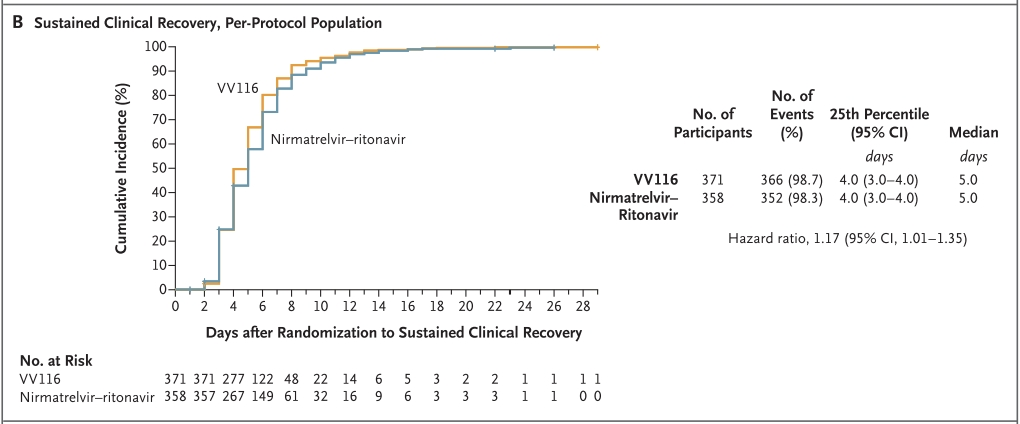 B Sustained Clinical Recovery, Per-Protocol Population
Cumulative Incidence (%)
100
90
80
70
60
50
40
30
20
10
0
VV116
Nirmatrelvir–ritonavir
0 2 4 6 8 10 12 14 16 18 20 22 24 26 28
Days after Randomization to Sustained Clinical Recovery
No. of Participants
No. of Events (%)
25th Percentile (95% CI)
Median
days days
VV116 371 366 (98.7) 4.0 (3.0–4.0) 5.0
Nirmatrelvir– 358 352 (98.3) 4.0 (3.0–4.0) 5.0
Ritonavir
Hazard ratio, 1.17 (95% CI, 1.01–1.35)
No. at Risk
VV116 371 371 277 122 48 22 14 6 5 3 2 2 1 1 1 1
Nirmatrelvir–ritonavir 358 357 267 149 61 32 16 9 6 3 3 3 1 1 0 0